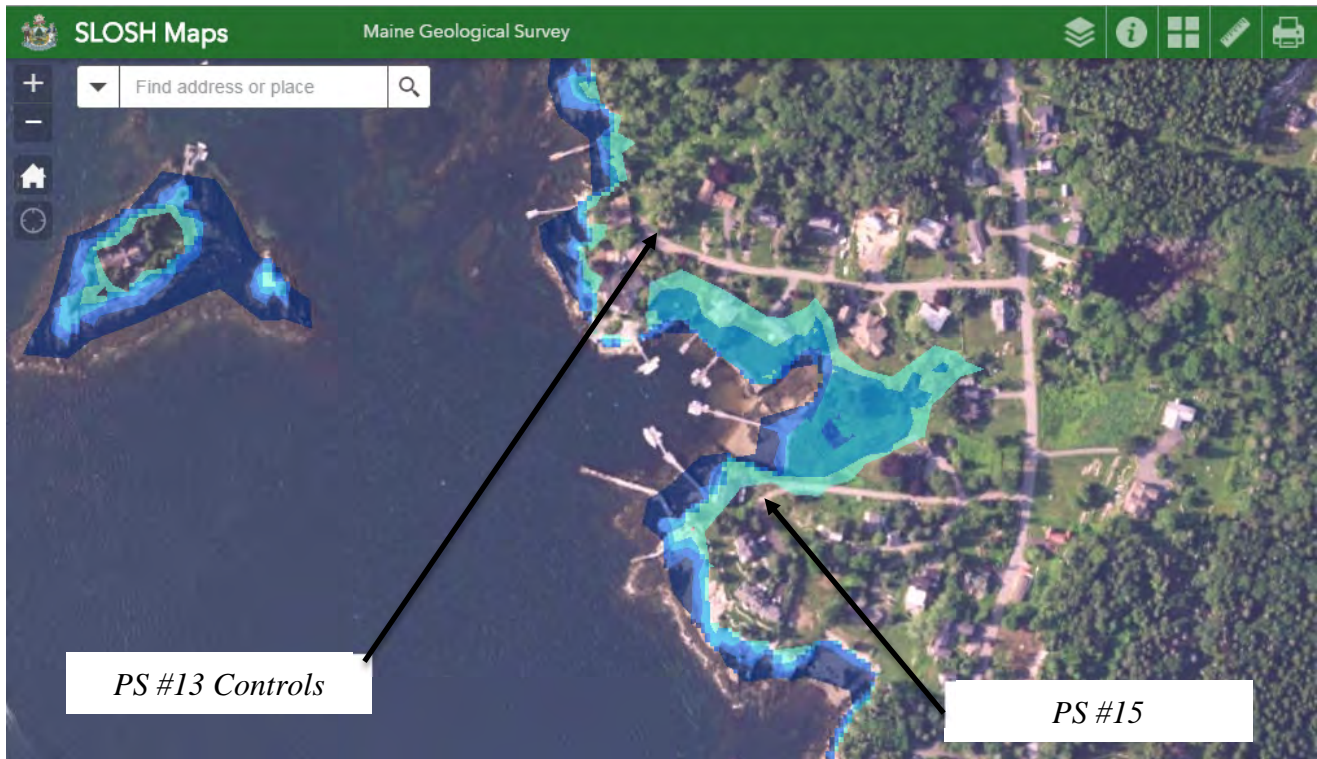 SLOSH Maps
Maine Geological Survey
Find address or place
PS #13 Controls
PS #15